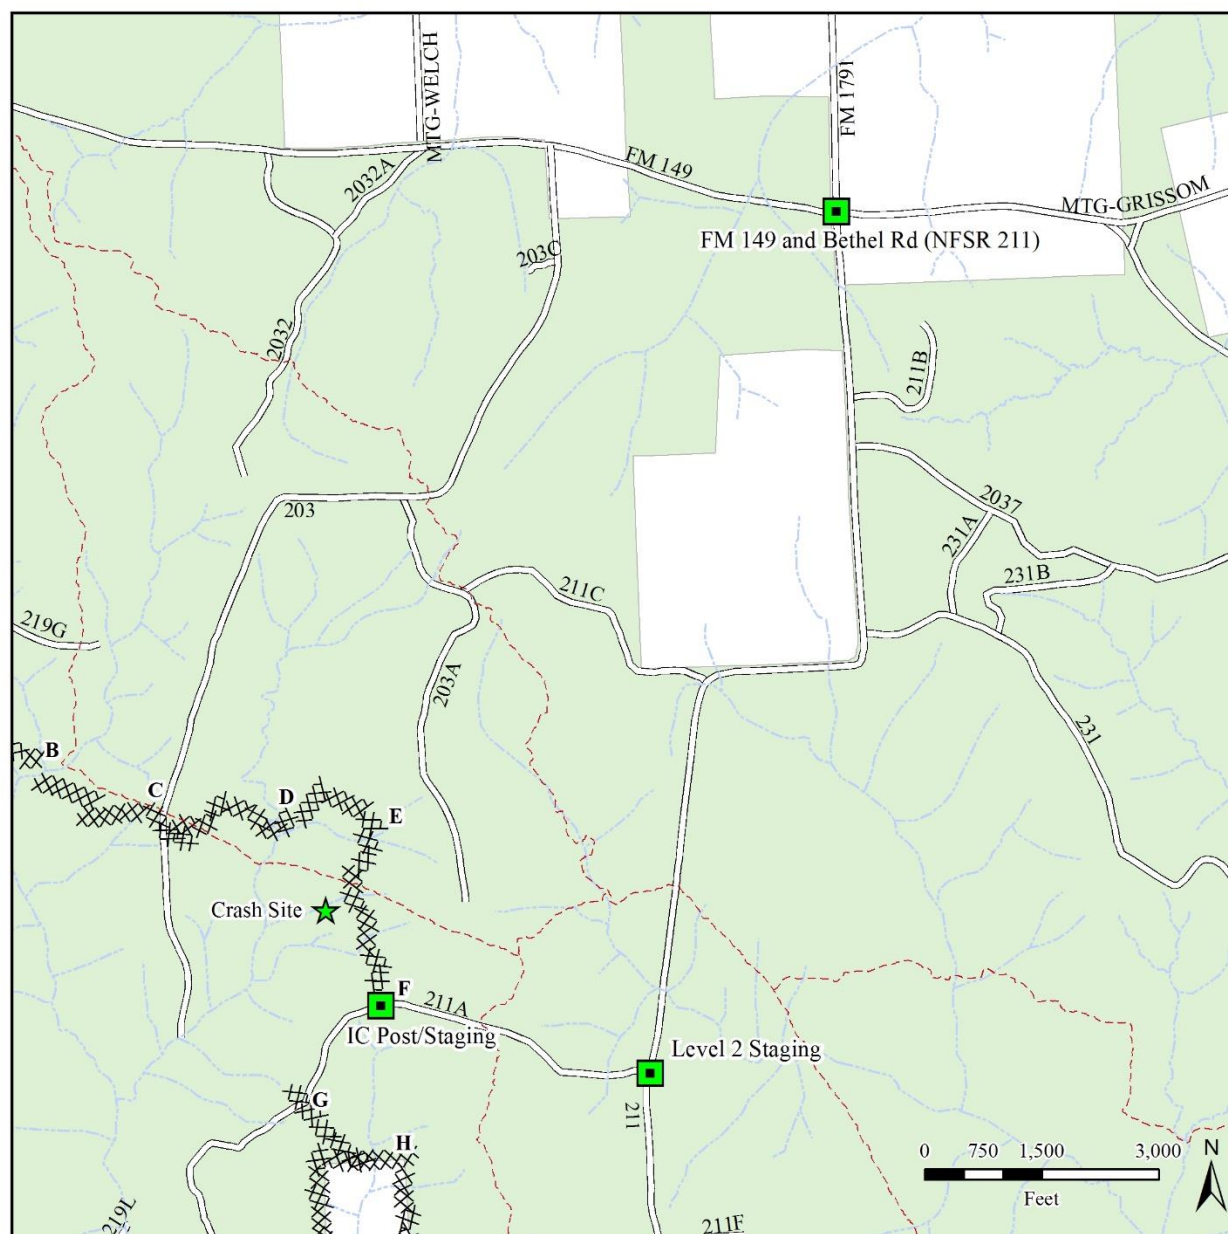 MTG-WELCH
FM 1791
FM 149
2032A
MTG-GRISSOM
FM 149 and Bethel Rd (NFSR 211)
203C
2032
211B
203
2037
231A
211C
231B
219G
203A
231
B
C
D
E
Crash Site
F
211A
IC Post/Staging
Level 2 Staging
G
211
H
0 750 1,500 3,000
Feet
N
219L
211F